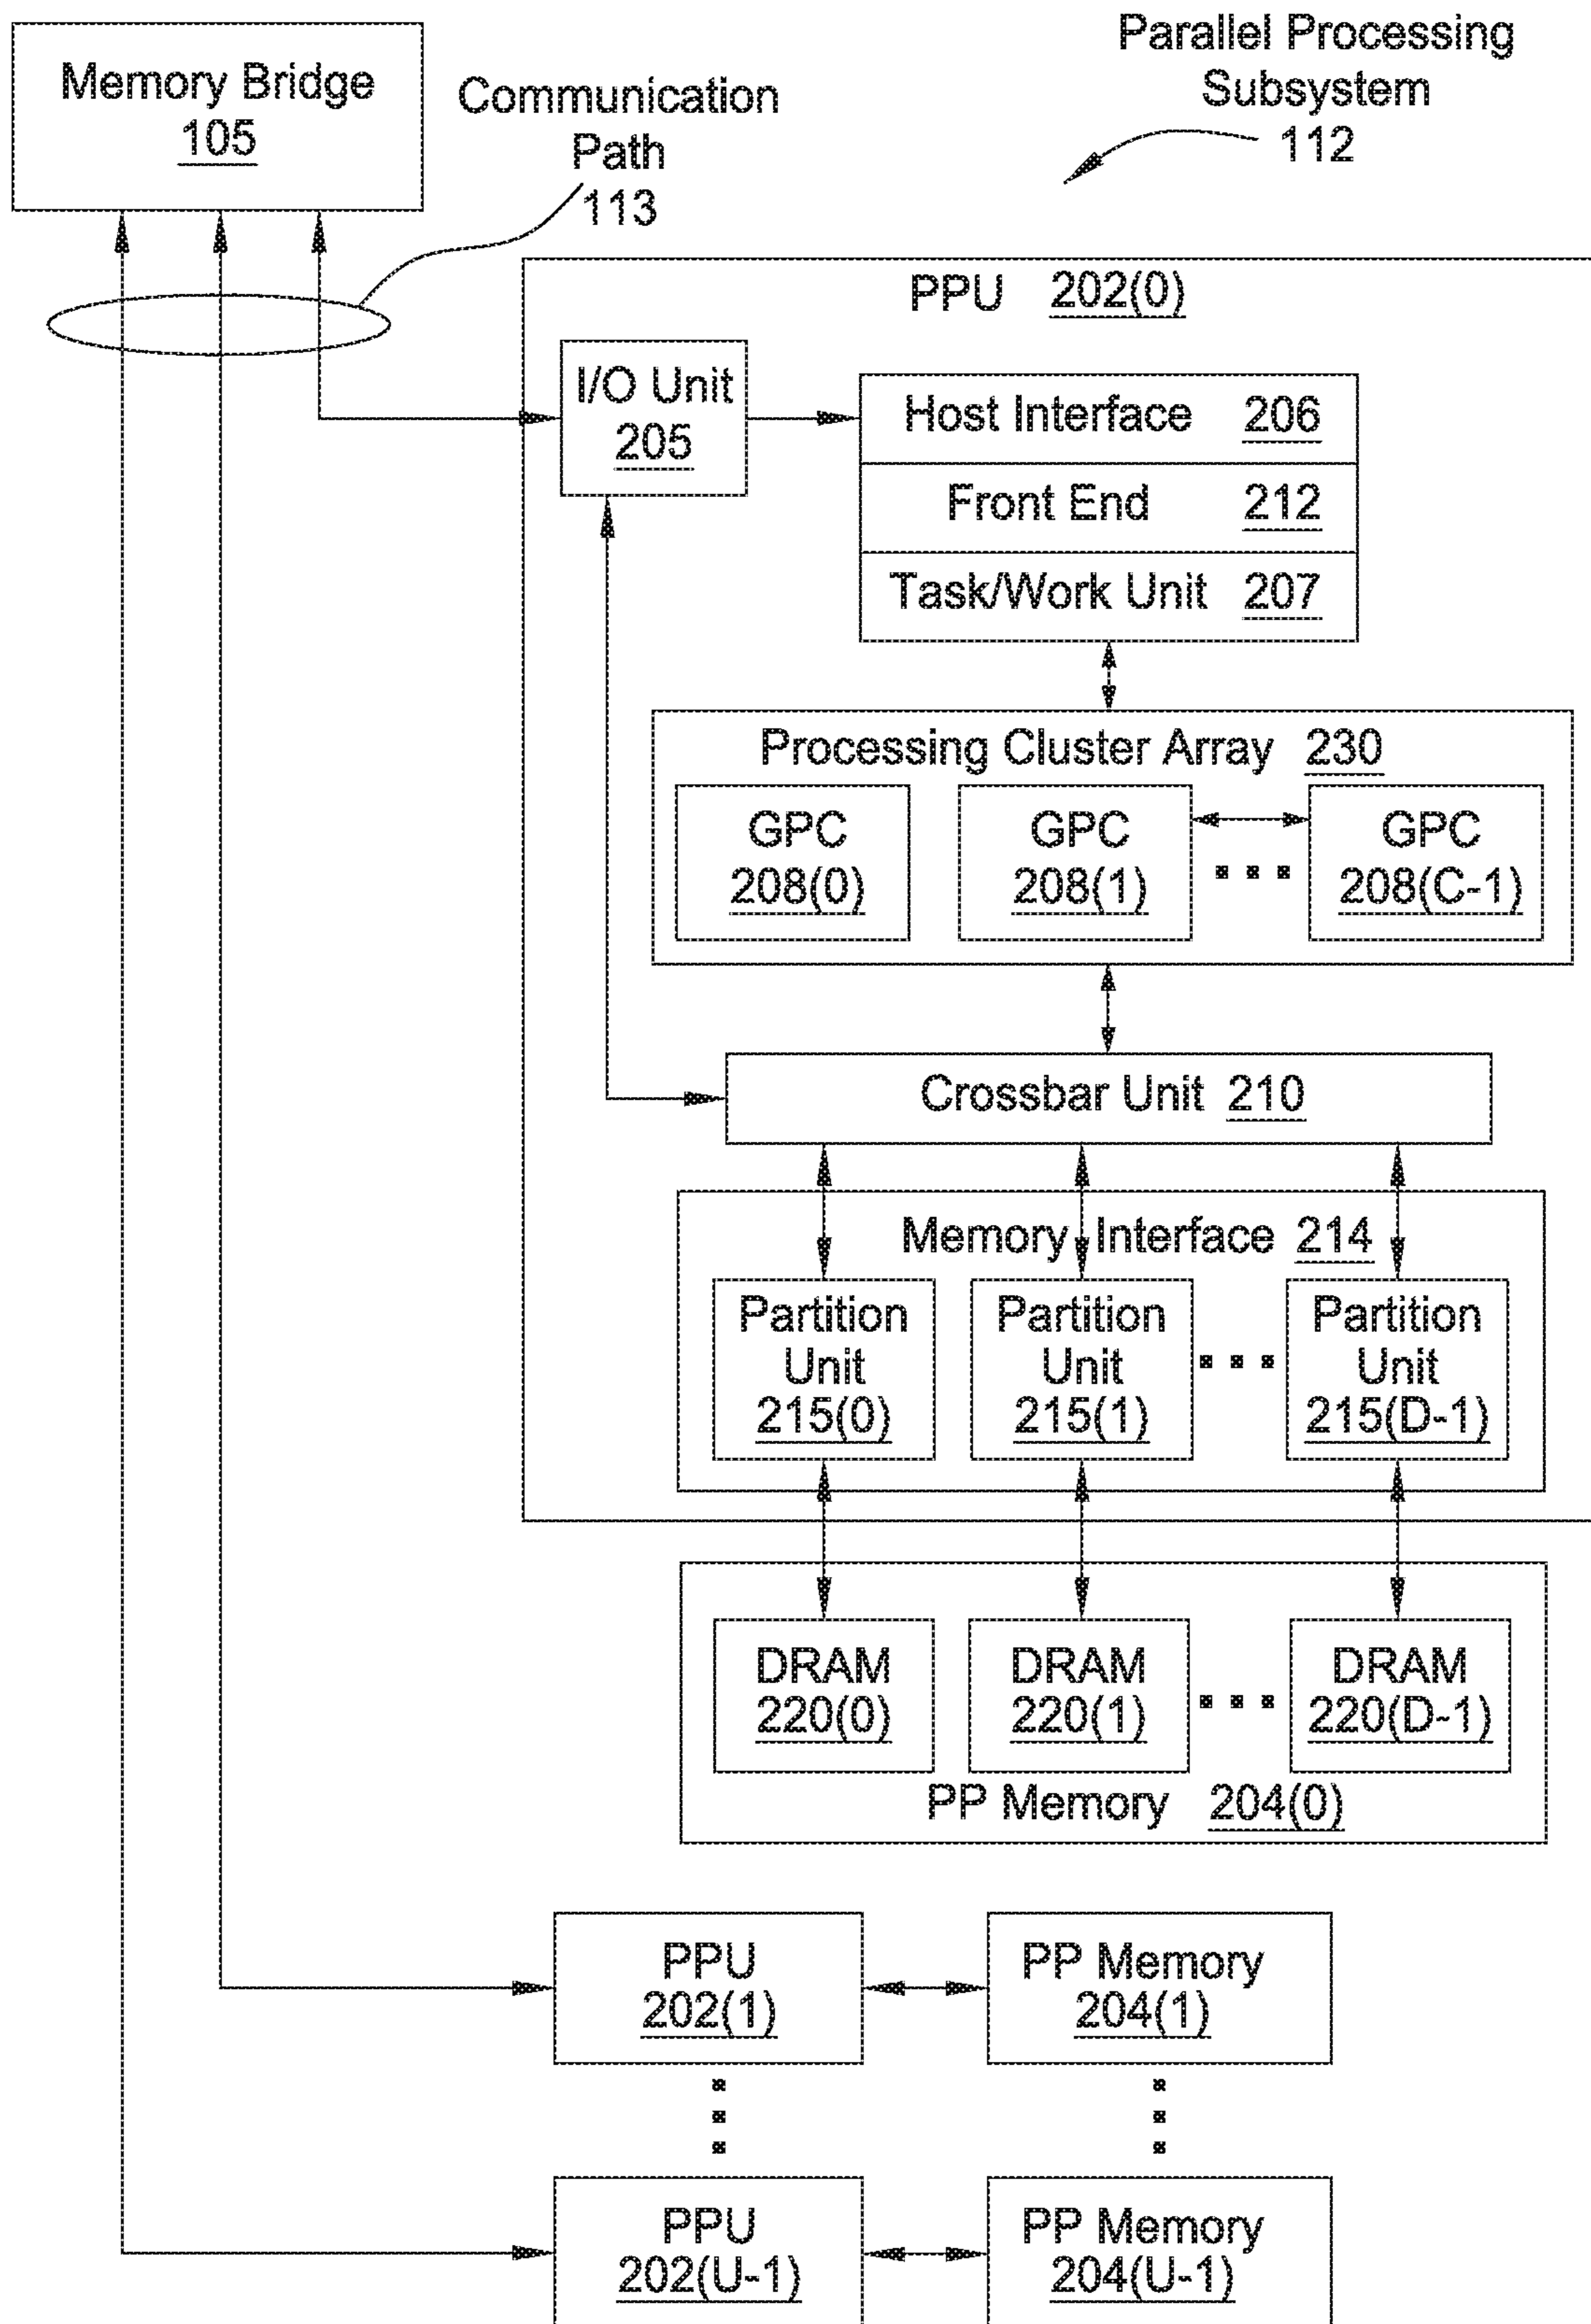 Parallel Processing
Subsystem
112
Memory Bridge
105
Communication
Path
113
PPU 202(0)
I/O Unit
205
Host Interface 206
Front End 212
Task/Work Unit 207
Processing Cluster Array 230
GPC
208(0)
GPC
208(1)
GPC
208(C-1)
Crossbar Unit 210
Memory Interface 214
Partition
Unit
215(0)
Partition
Unit
215(1)
Partition
Unit
215(D-1)
DRAM
220(0)
DRAM
220(1)
DRAM
220(D-1)
PP Memory 204(0)
PPU
202(1)
PP Memory
204(1)
PPU
202(U-1)
PP Memory
204(U-1)